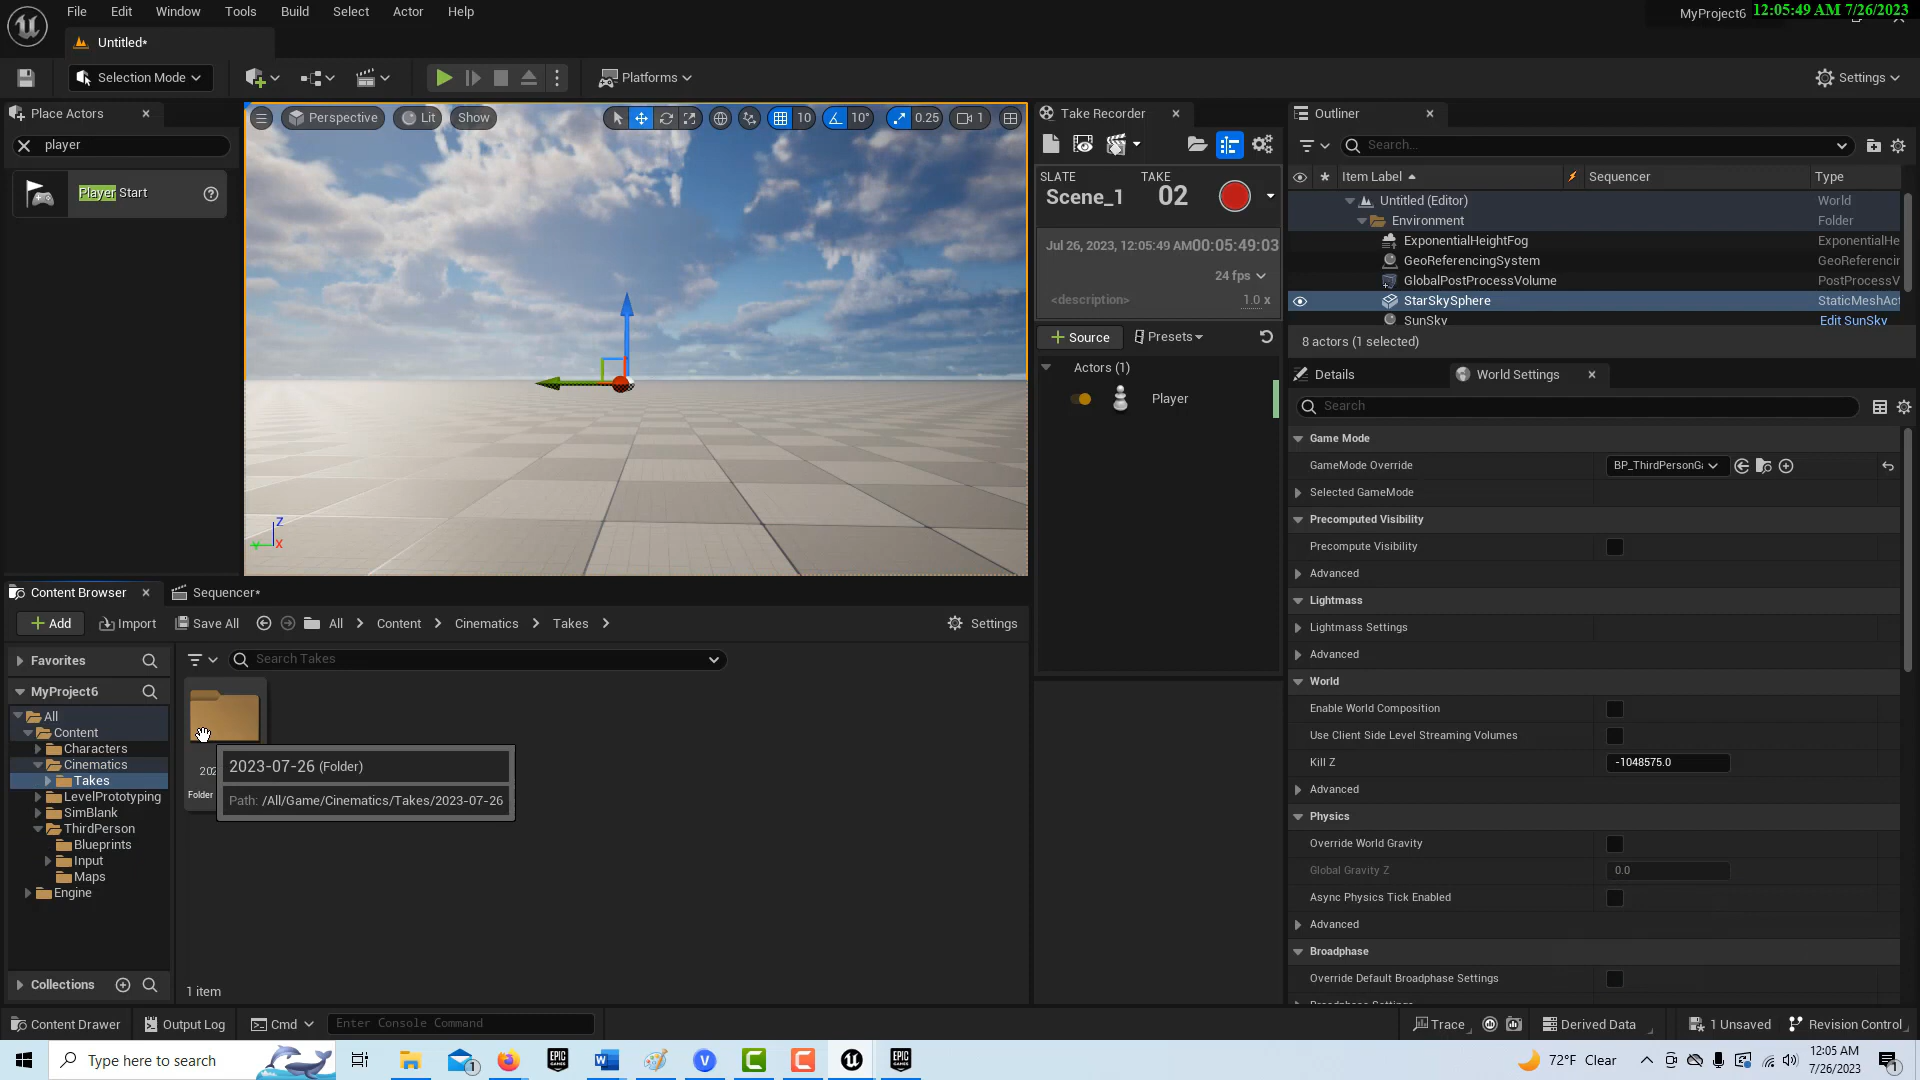 File Edit Window Tools Build Select Actor Help
MyProject6
12:05:49 AM 7/26/2023
Untitled*
Selection Mode
Platforms
Settings
Place Actors
player
Player Start
Perspective
Lit
Show
10
10°
0.25
1
Take Recorder
SLATE
Scene_1
TAKE
02
Jul 26, 2023, 12:05:49 AM
00:05:49:03
24 fps
<description>
1.0 x
Source
Presets
Actors (1)
Player
Outliner
Search...
Item Label
Sequencer
Type
Untitled (Editor)
World
Environment
Folder
ExponentialHeightFog
ExponentialHe
GeoReferencingSystem
GeoReferencin
GlobalPostProcessVolume
PostProcessV
StarSkySphere
StaticMeshAct
SunSky
Edit SunSky
8 actors (1 selected)
Details
World Settings
Search
Game Mode
GameMode Override
BP_ThirdPersonGa
Selected GameMode
Precomputed Visibility
Precompute Visibility
Advanced
Lightmass
Lightmass Settings
Advanced
World
Enable World Composition
Use Client Side Level Streaming Volumes
Kill Z
-1048575.0
Advanced
Physics
Override World Gravity
Global Gravity Z
0.0
Async Physics Tick Enabled
Advanced
Broadphase
Override Default Broadphase Settings
Z
Y
X
Content Browser
Sequencer*
Add
Import
Save All
All
Content
Cinematics
Takes
Settings
Favorites
Search Takes
MyProject6
All
Content
Characters
Cinematics
Takes
LevelPrototyping
SimBlank
ThirdPerson
Blueprints
Input
Maps
Engine
Collections
202
Folder
2023-07-26 (Folder)
Path: /All/Game/Cinematics/Takes/2023-07-26
1 item
Content Drawer
Output Log
Cmd
Enter Console Command
Trace
Derived Data
1 Unsaved
Revision Control
Type here to search
1
EPIC
GAMES
W
V
C
C
EPIC
GAMES
72°F Clear
12:05 AM
7/26/2023
1